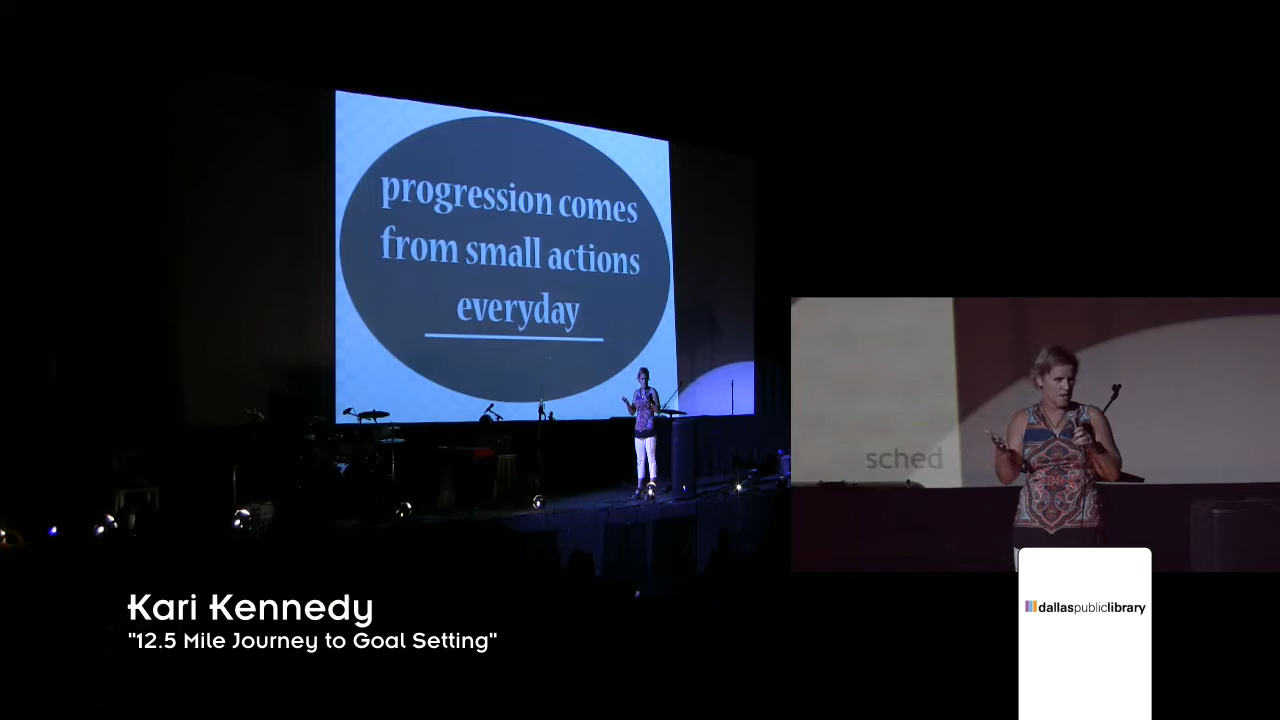 progression comes
from small actions
everyday
sched
dallaspubliclibrary
Kari Kennedy
"12.5 Mile Journey to Goal Setting"